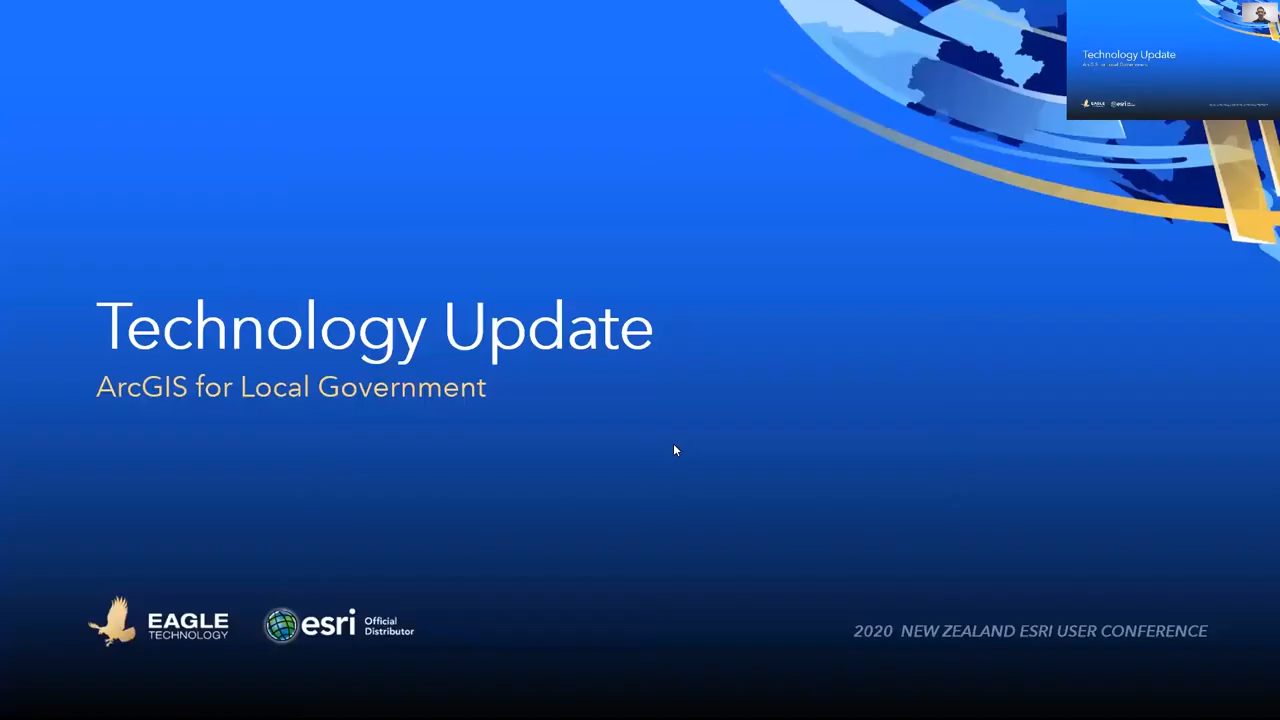 Technology Update
Technology Update
ArcGIS for Local Government
EAGLE
TECHNOLOGY
esri
Official
Distributor
2020 NEW ZEALAND ESRI USER CONFERENCE